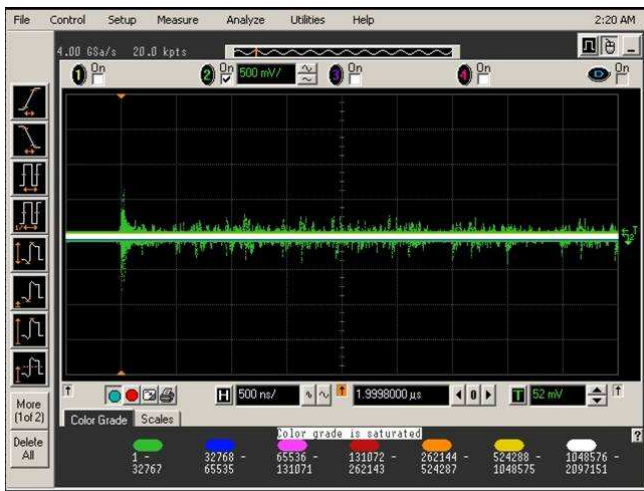 File Control Setup Measure Analyze Utilities Help 2:20 AM
4.00 GSa/s 20.0 kpts
1 On 2 On 500 mV/ 3 On 4 On On
T
H 500 ns/ 0 1.9998000 µs T 52 mV
More
(1 of 2)
Delete
All
Color Grade Scales
Color grade is saturated ?
1 - 32768 - 65536 - 131072 - 262144 - 524288 - 1048576 -
32767 65535 131071 262143 524287 1048575 2097151